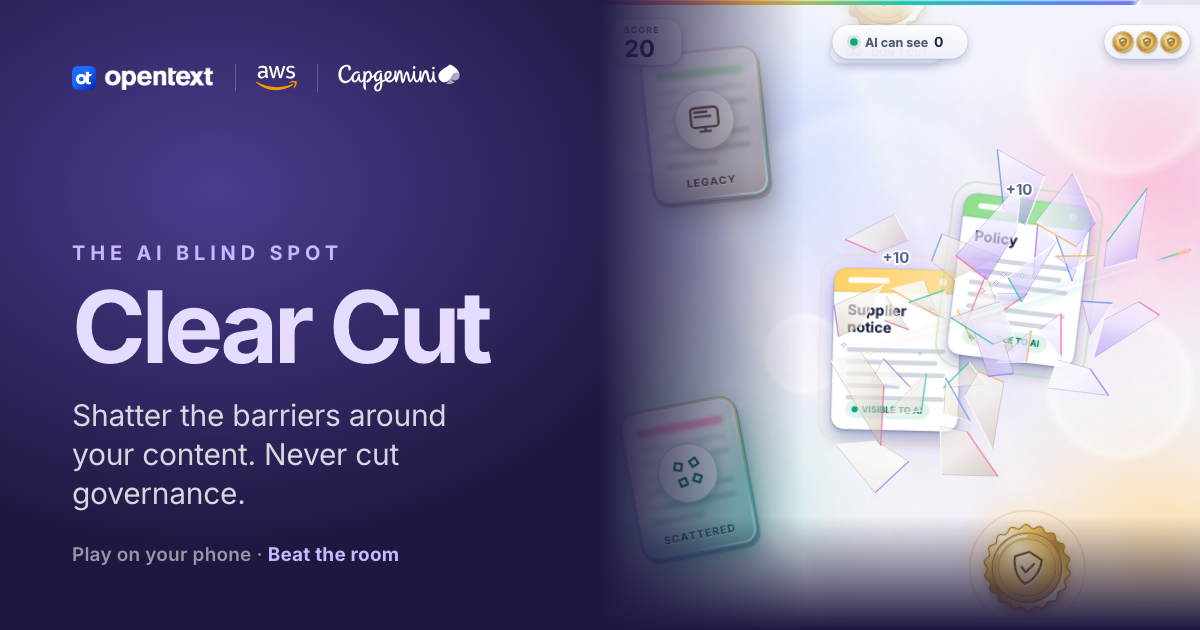 opentext
aws
Capgemini
THE AI BLIND SPOT
Clear Cut
Shatter the barriers around
your content. Never cut
governance.
Play on your phone · Beat the room
SCORE
20
AI can see 0
LEGACY
+10
Policy
+10
Supplier
notice
VISIBLE TO AI
SCATTERED